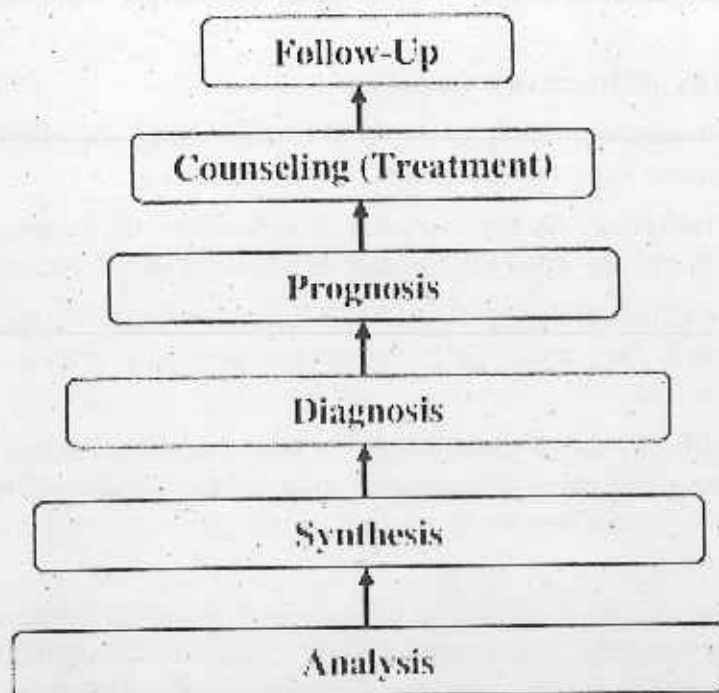 Follow-Up
Counseling (Treatment)
Prognosis
Diagnosis
Synthesis
Analysis